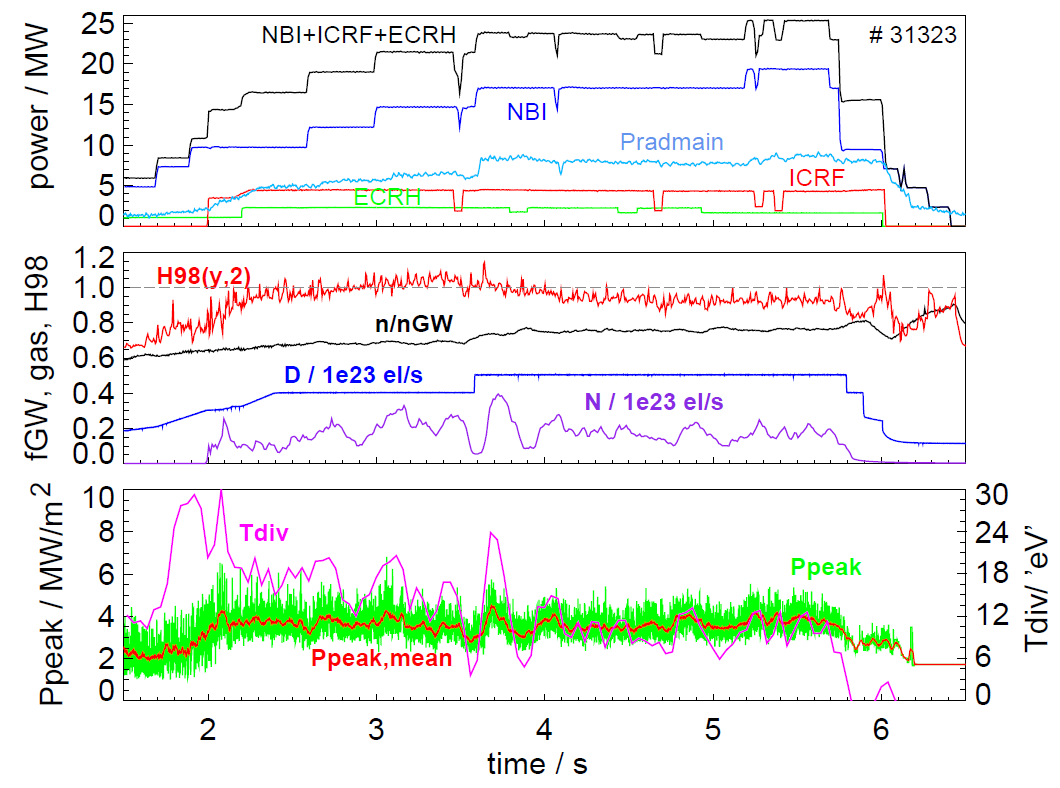 power / MW
25
20
15
10
5
0
NBI+ICRF+ECRH
# 31323
NBI
Pradmain
ICRF
ECRH
fGW, gas, H98
1.2
1.0
0.8
0.6
0.4
0.2
0.0
H98(y,2)
n/nGW
D / 1e23 el/s
N / 1e23 el/s
Ppeak / MW/m²
10
8
6
4
2
0
Tdiv
Ppeak
Ppeak,mean
30
24
18
12
6
0
Tdiv/ 'eV'
2 3 4 5 6
time / s